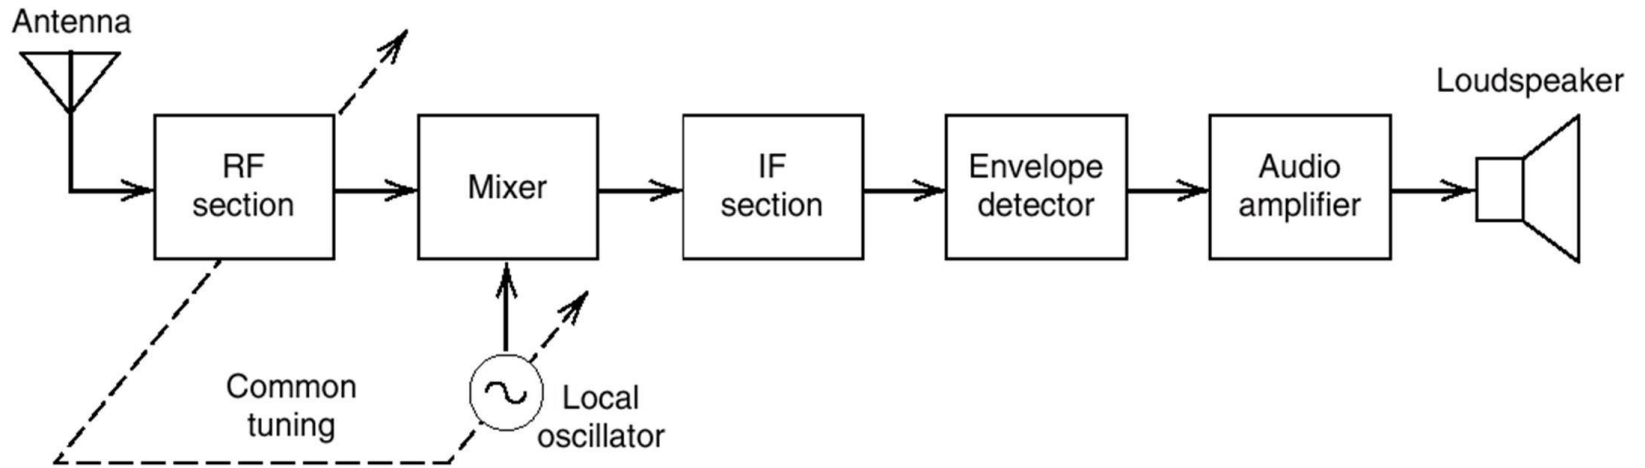 Antenna
Loudspeaker
RF
section
Mixer
IF
section
Envelope
detector
Audio
amplifier
Common
tuning
Local
oscillator